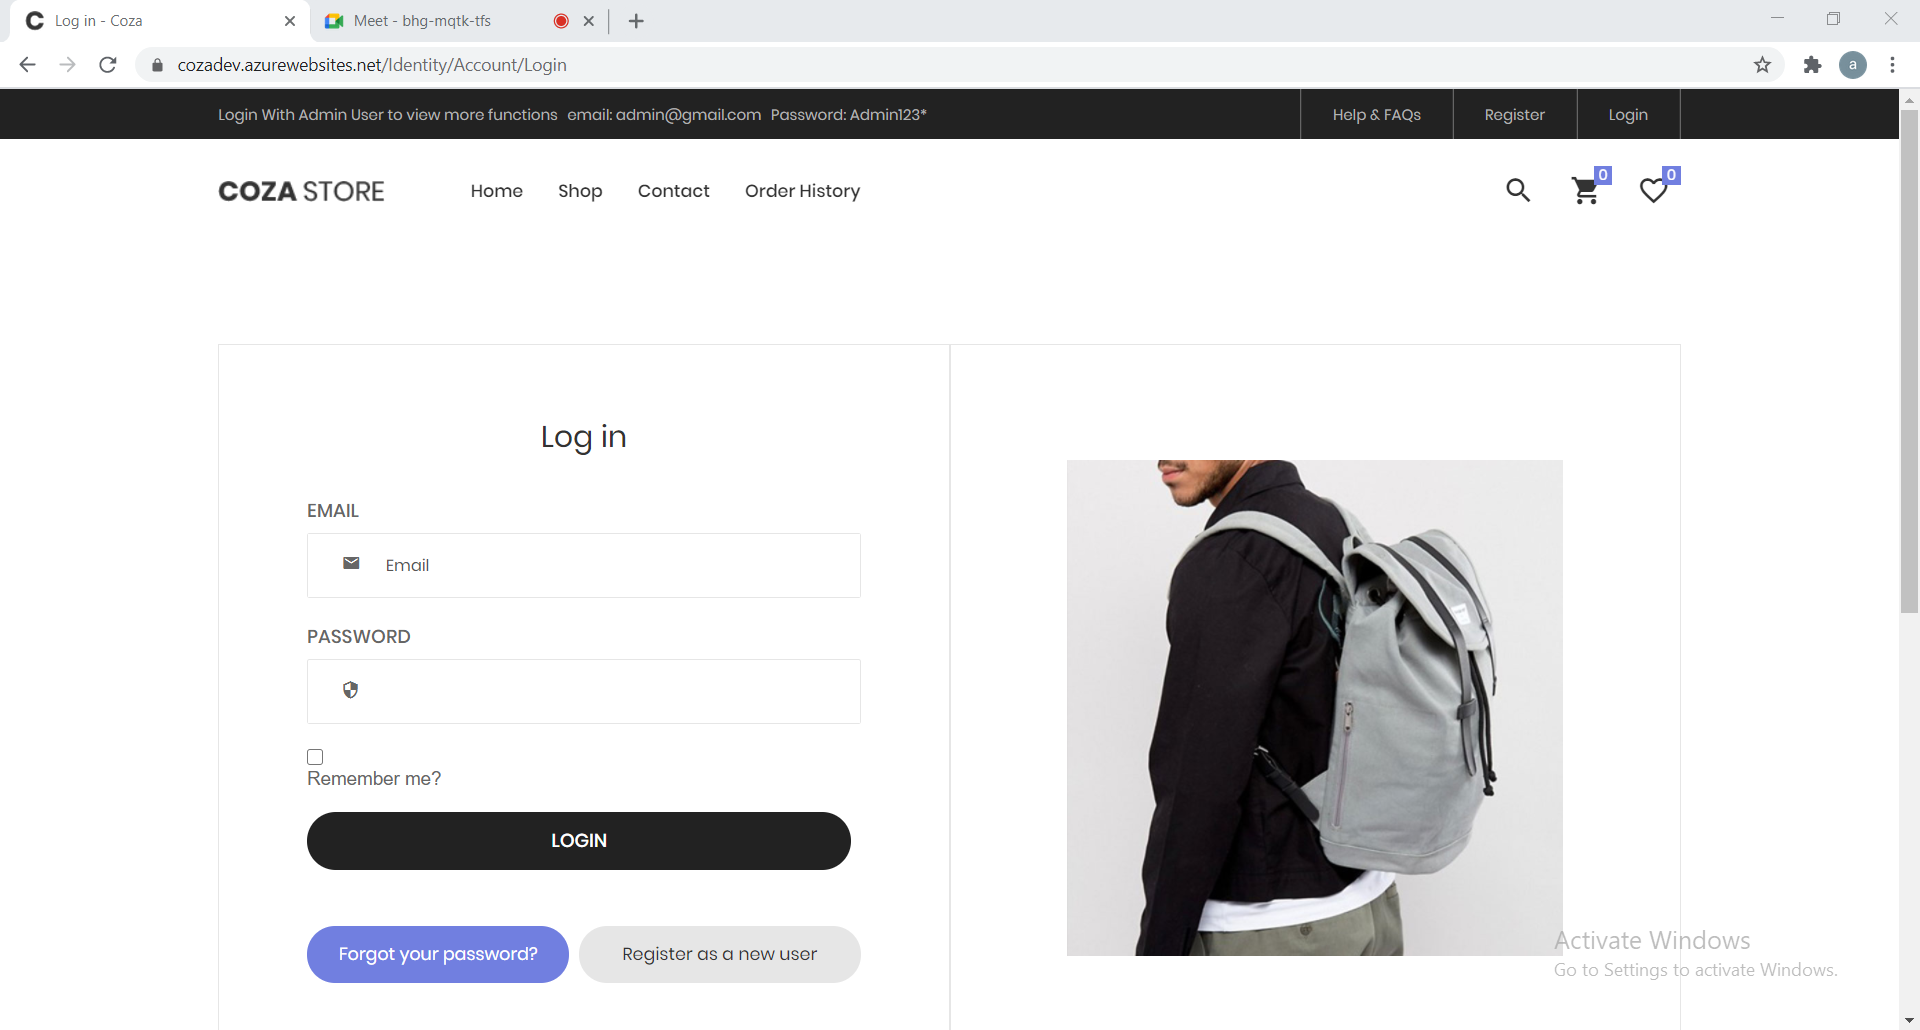 Log in - Coza
Meet - bhg-mqtk-tfs
cozadev.azurewebsites.net/Identity/Account/Login
a
Login With Admin User to view more functions email: admin@gmail.com Password: Admin123*
Help & FAQs
Register
Login
COZA STORE
Home
Shop
Contact
Order History
0
0
Log in
EMAIL
Email
PASSWORD
Remember me?
LOGIN
Forgot your password?
Register as a new user
Activate Windows
Go to Settings to activate Windows.